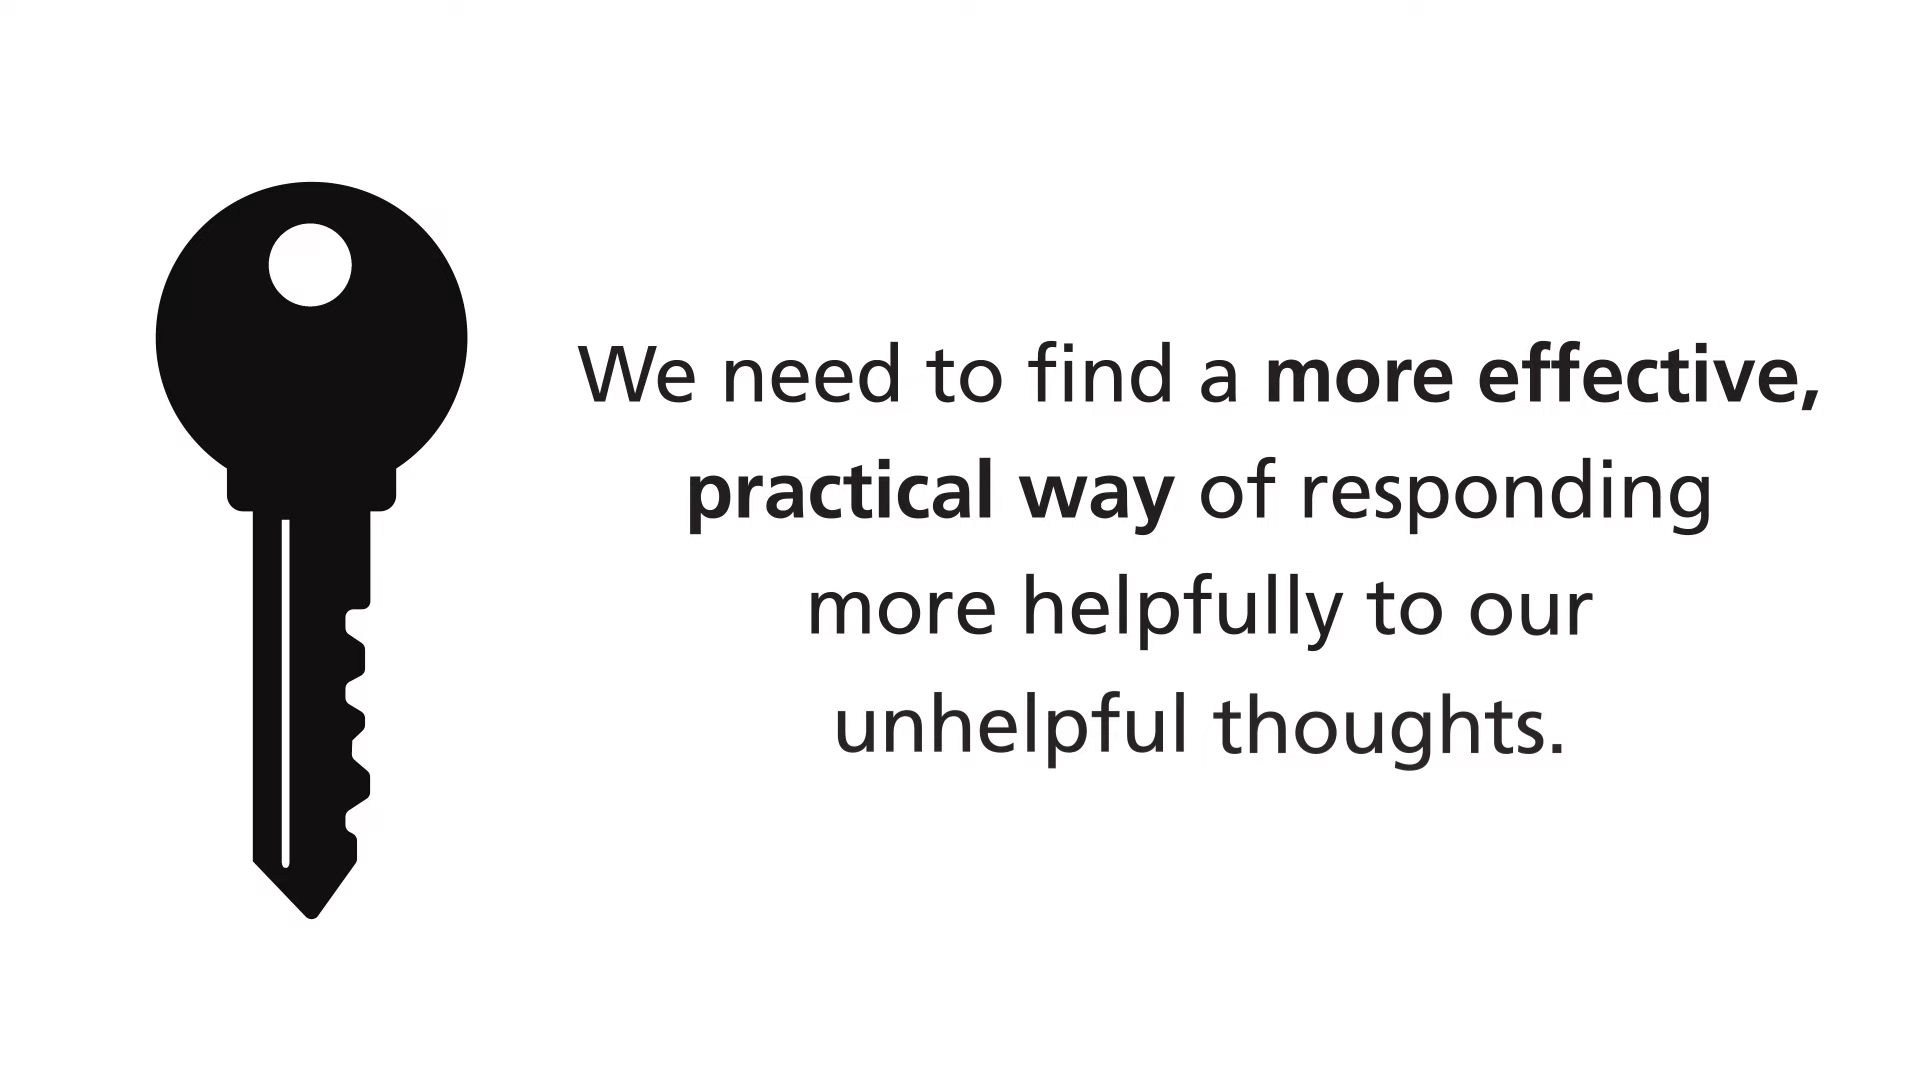 We need to find a more effective,
practical way of responding
more helpfully to our
unhelpful thoughts.